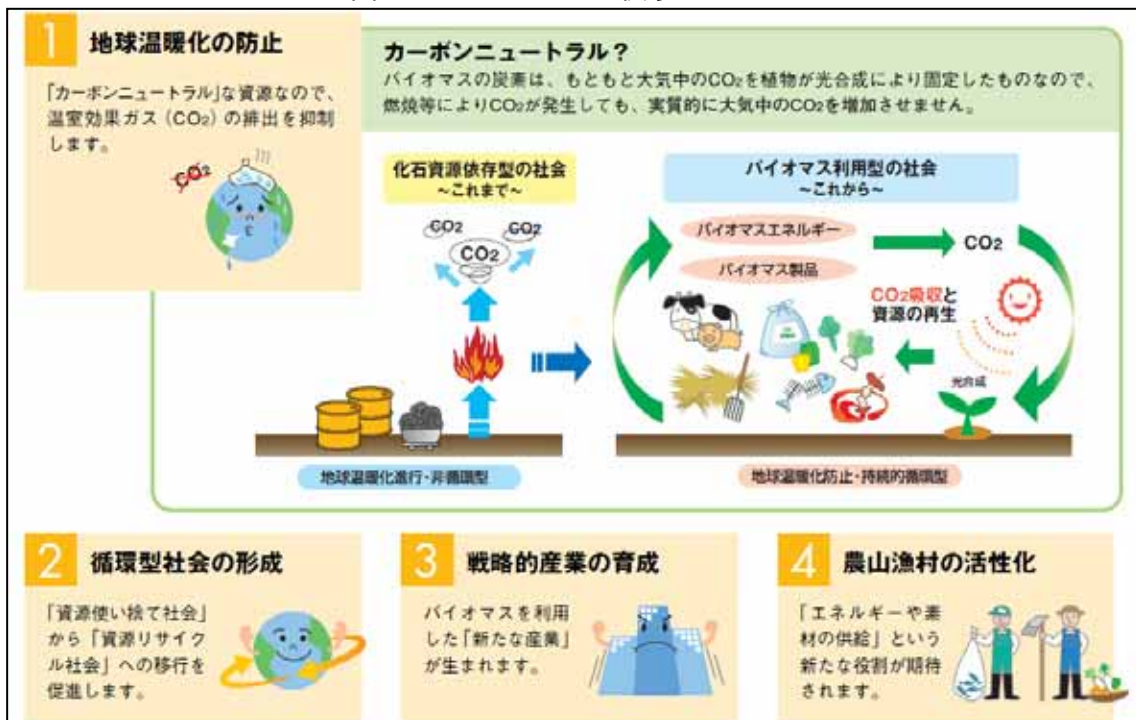 1 地球温暖化の防止
「カーボンニュートラル」な資源なので、
温室効果ガス（CO₂）の排出を抑制
します。
CO₂
カーボンニュートラル？
バイオマスの炭素は、もともと大気中のCO₂を植物が光合成により固定したものなので、
燃焼等によりCO₂が発生しても、実質的に大気中のCO₂を増加させません。
化石資源依存型の社会
～これまで～
CO₂
CO₂
CO₂
地球温暖化進行・非循環型
バイオマス利用型の社会
～これから～
バイオマスエネルギー
CO₂
バイオマス製品
CO₂吸収と
資源の再生
光合成
地球温暖化防止・持続的循環型
2 循環型社会の形成
「資源使い捨て社会」
から「資源リサイク
ル社会」への移行を
促進します。
3 戦略的産業の育成
バイオマスを利用
した「新たな産業」
が生まれます。
4 農山漁村の活性化
「エネルギーや素
材の供給」という
新たな役割が期待
されます。